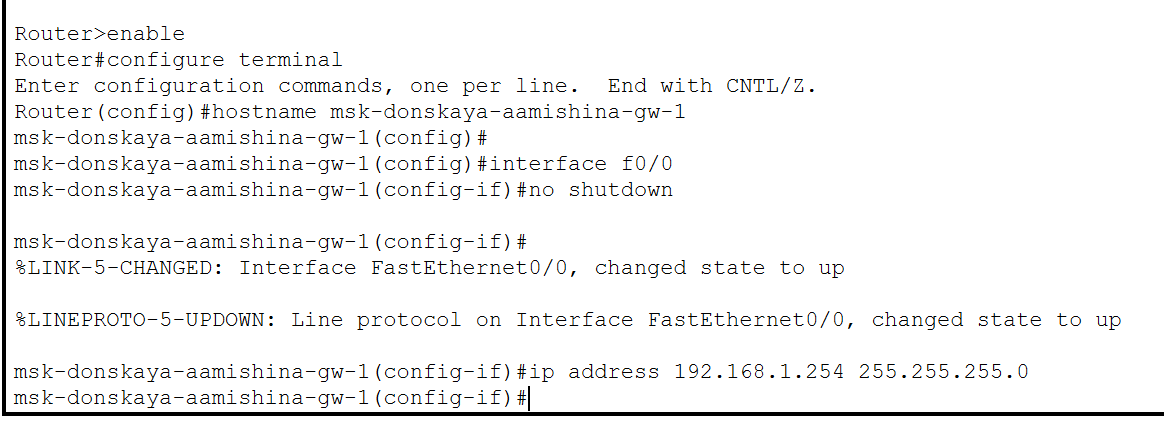 Router>enable
Router#configure terminal
Enter configuration commands, one per line.  End with CNTL/Z.
Router(config)#hostname msk-donskaya-aamishina-gw-1
msk-donskaya-aamishina-gw-1(config)#
msk-donskaya-aamishina-gw-1(config)#interface f0/0
msk-donskaya-aamishina-gw-1(config-if)#no shutdown
msk-donskaya-aamishina-gw-1(config-if)#
%LINK-5-CHANGED: Interface FastEthernet0/0, changed state to up
%LINEPROTO-5-UPDOWN: Line protocol on Interface FastEthernet0/0, changed state to up
msk-donskaya-aamishina-gw-1(config-if)#ip address 192.168.1.254 255.255.255.0
msk-donskaya-aamishina-gw-1(config-if)#